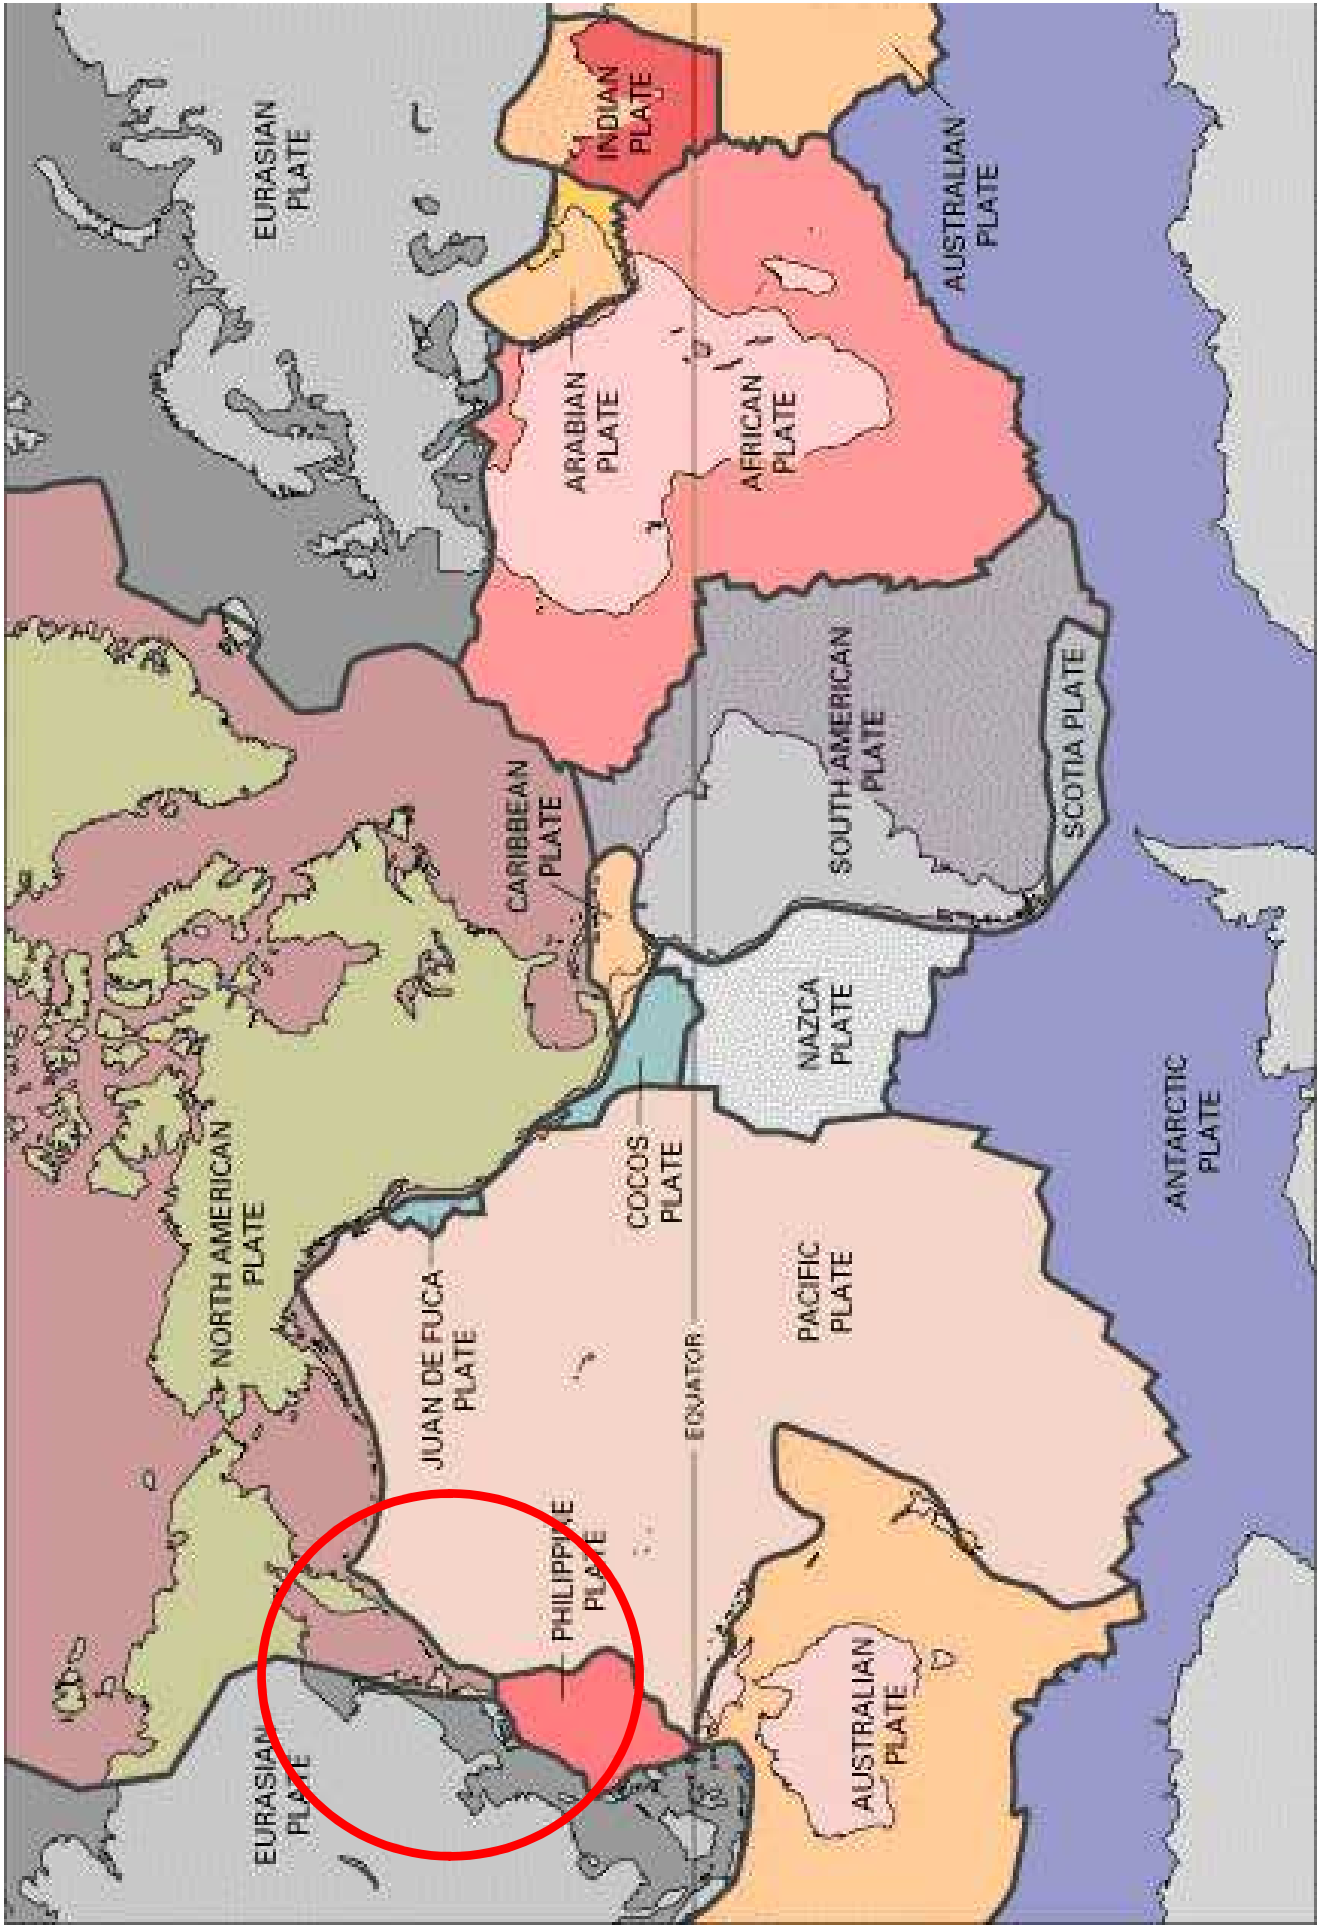 EURASIAN
PLATE
NORTH AMERICAN
PLATE
EURASIAN
PLATE
JUAN DE FUCA
PLATE
CARIBBEAN
PLATE
PHILIPPINE
PLATE
ARABIAN
PLATE
INDIAN
PLATE
COCOS
PLATE
EQUATOR
AFRICAN
PLATE
PACIFIC
PLATE
NAZCA
PLATE
SOUTH AMERICAN
PLATE
AUSTRALIAN
PLATE
AUSTRALIAN
PLATE
SCOTIA PLATE
ANTARCTIC
PLATE